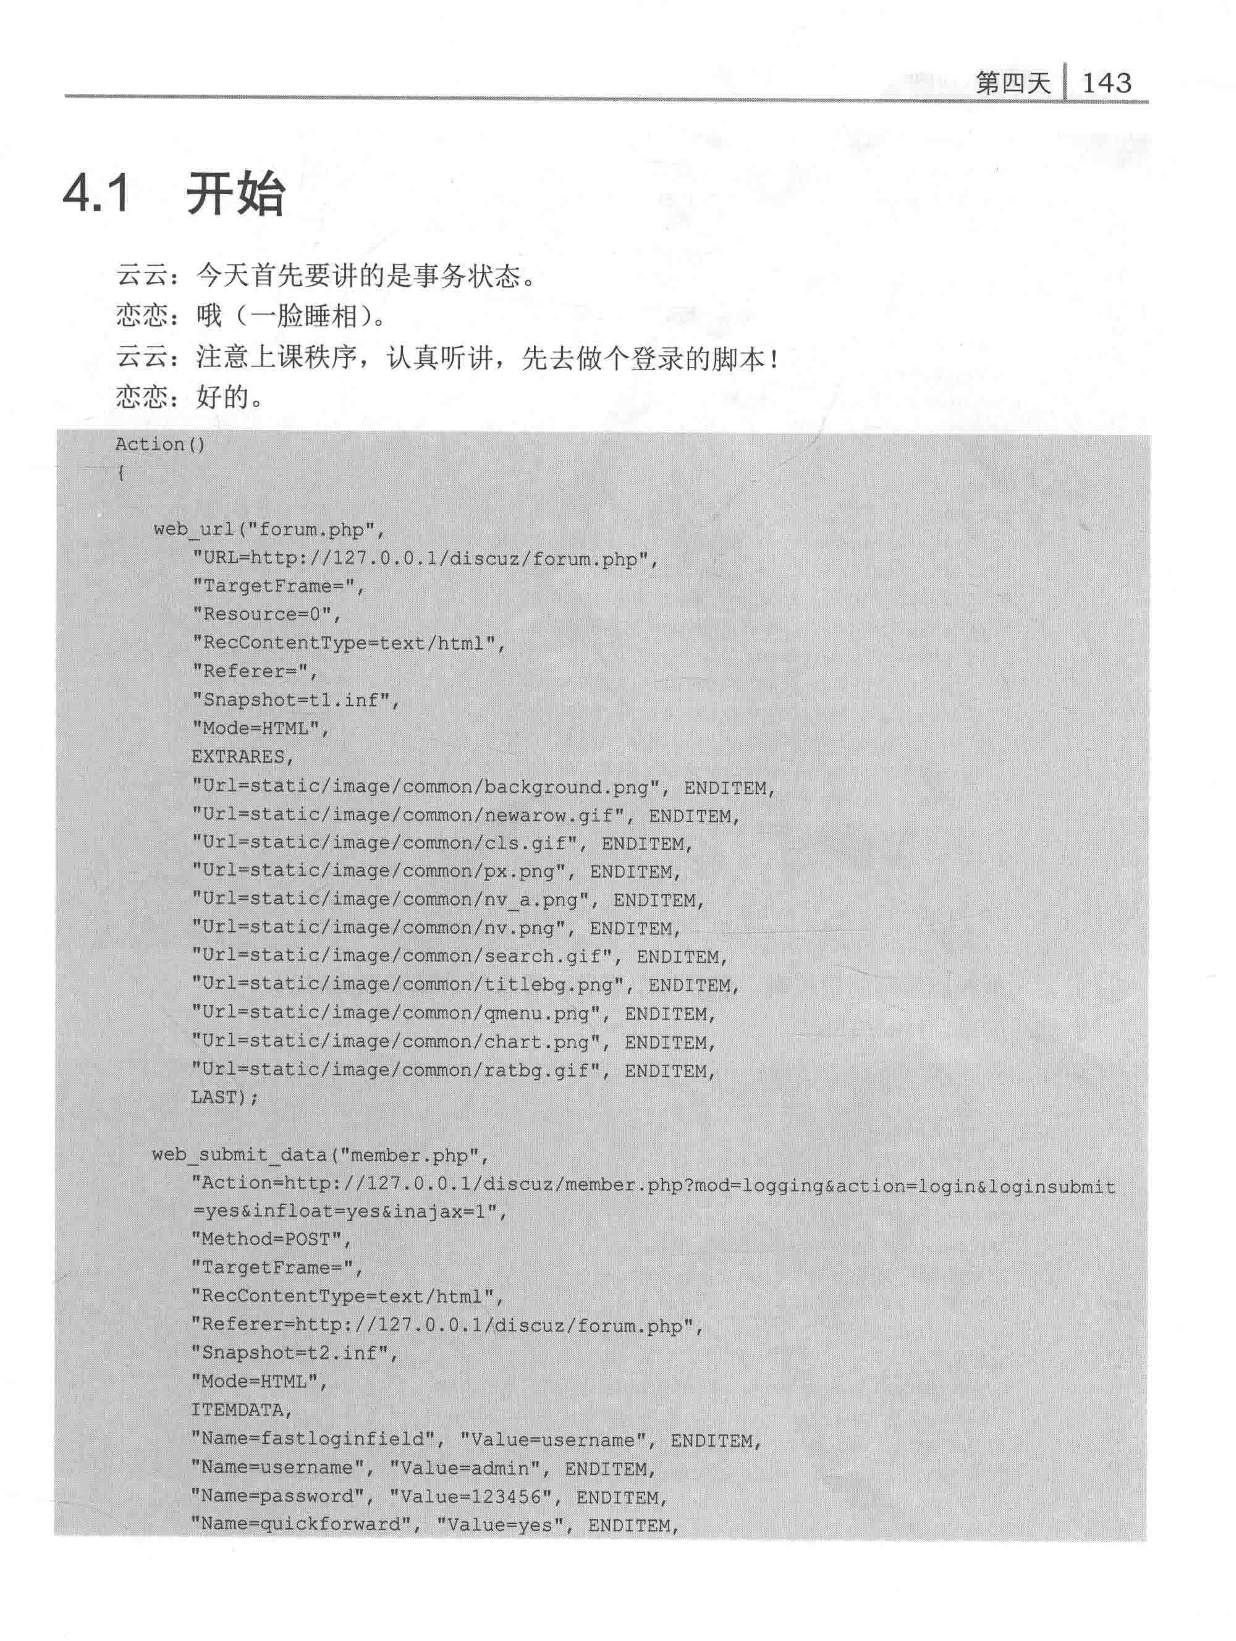 第四天 143
4.1 开始
云云：今天首先要讲的是事务状态。
恋恋：哦（一脸睡相）。
云云：注意上课秩序，认真听讲，先去做个登录的脚本！
恋恋：好的。
Action()
{
web_url("forum.php",
"URL=http://127.0.0.1/discuz/forum.php",
"TargetFrame=",
"Resource=0",
"RecContentType=text/html",
"Referer=",
"Snapshot=t1.inf",
"Mode=HTML",
EXTRARES,
"Url=static/image/common/background.png", ENDITEM,
"Url=static/image/common/newarow.gif", ENDITEM,
"Url=static/image/common/cls.gif", ENDITEM,
"Url=static/image/common/px.png", ENDITEM,
"Url=static/image/common/nv_a.png", ENDITEM,
"Url=static/image/common/nv.png", ENDITEM,
"Url=static/image/common/search.gif", ENDITEM,
"Url=static/image/common/titlebg.png", ENDITEM,
"Url=static/image/common/qmenu.png", ENDITEM,
"Url=static/image/common/chart.png", ENDITEM,
"Url=static/image/common/ratbg.gif", ENDITEM,
LAST);
web_submit_data("member.php",
"Action=http://127.0.0.1/discuz/member.php?mod=logging&action=login&loginsubmit
=yes&infloat=yes&inajax=1",
"Method=POST",
"TargetFrame=",
"RecContentType=text/html",
"Referer=http://127.0.0.1/discuz/forum.php",
"Snapshot=t2.inf",
"Mode=HTML",
ITEMDATA,
"Name=fastloginfield", "Value=username", ENDITEM,
"Name=username", "Value=admin", ENDITEM,
"Name=password", "Value=123456", ENDITEM,
"Name=quickforward", "Value=yes", ENDITEM,